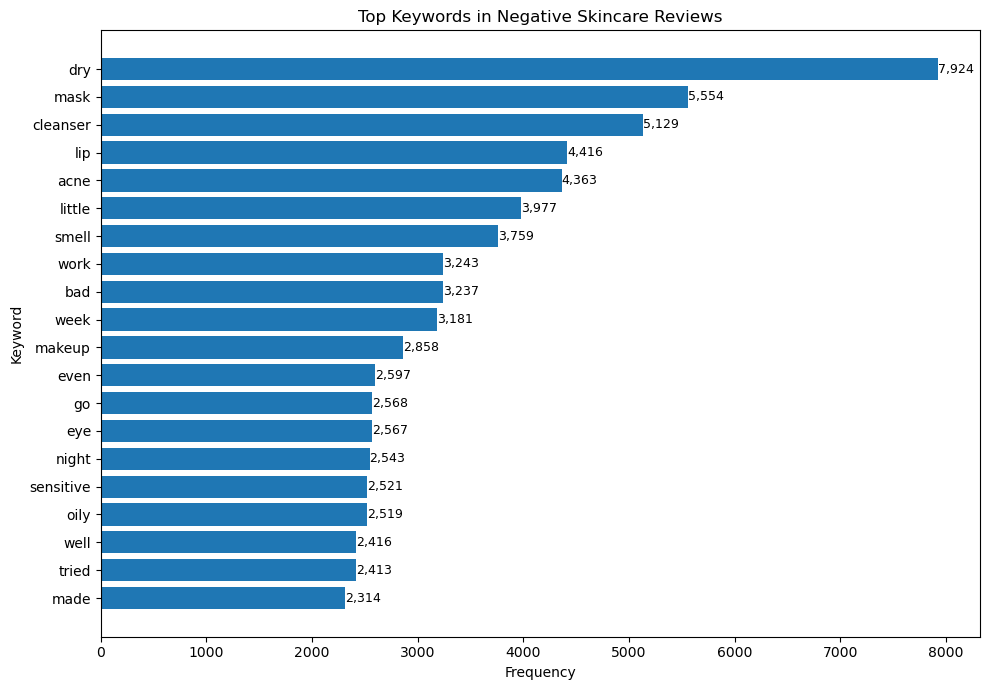 Top Keywords in Negative Skincare Reviews
Keyword
dry 7,924
mask 5,554
cleanser 5,129
lip 4,416
acne 4,363
little 3,977
smell 3,759
work 3,243
bad 3,237
week 3,181
makeup 2,858
even 2,597
go 2,568
eye 2,567
night 2,543
sensitive 2,521
oily 2,519
well 2,416
tried 2,413
made 2,314
0 1000 2000 3000 4000 5000 6000 7000 8000
Frequency